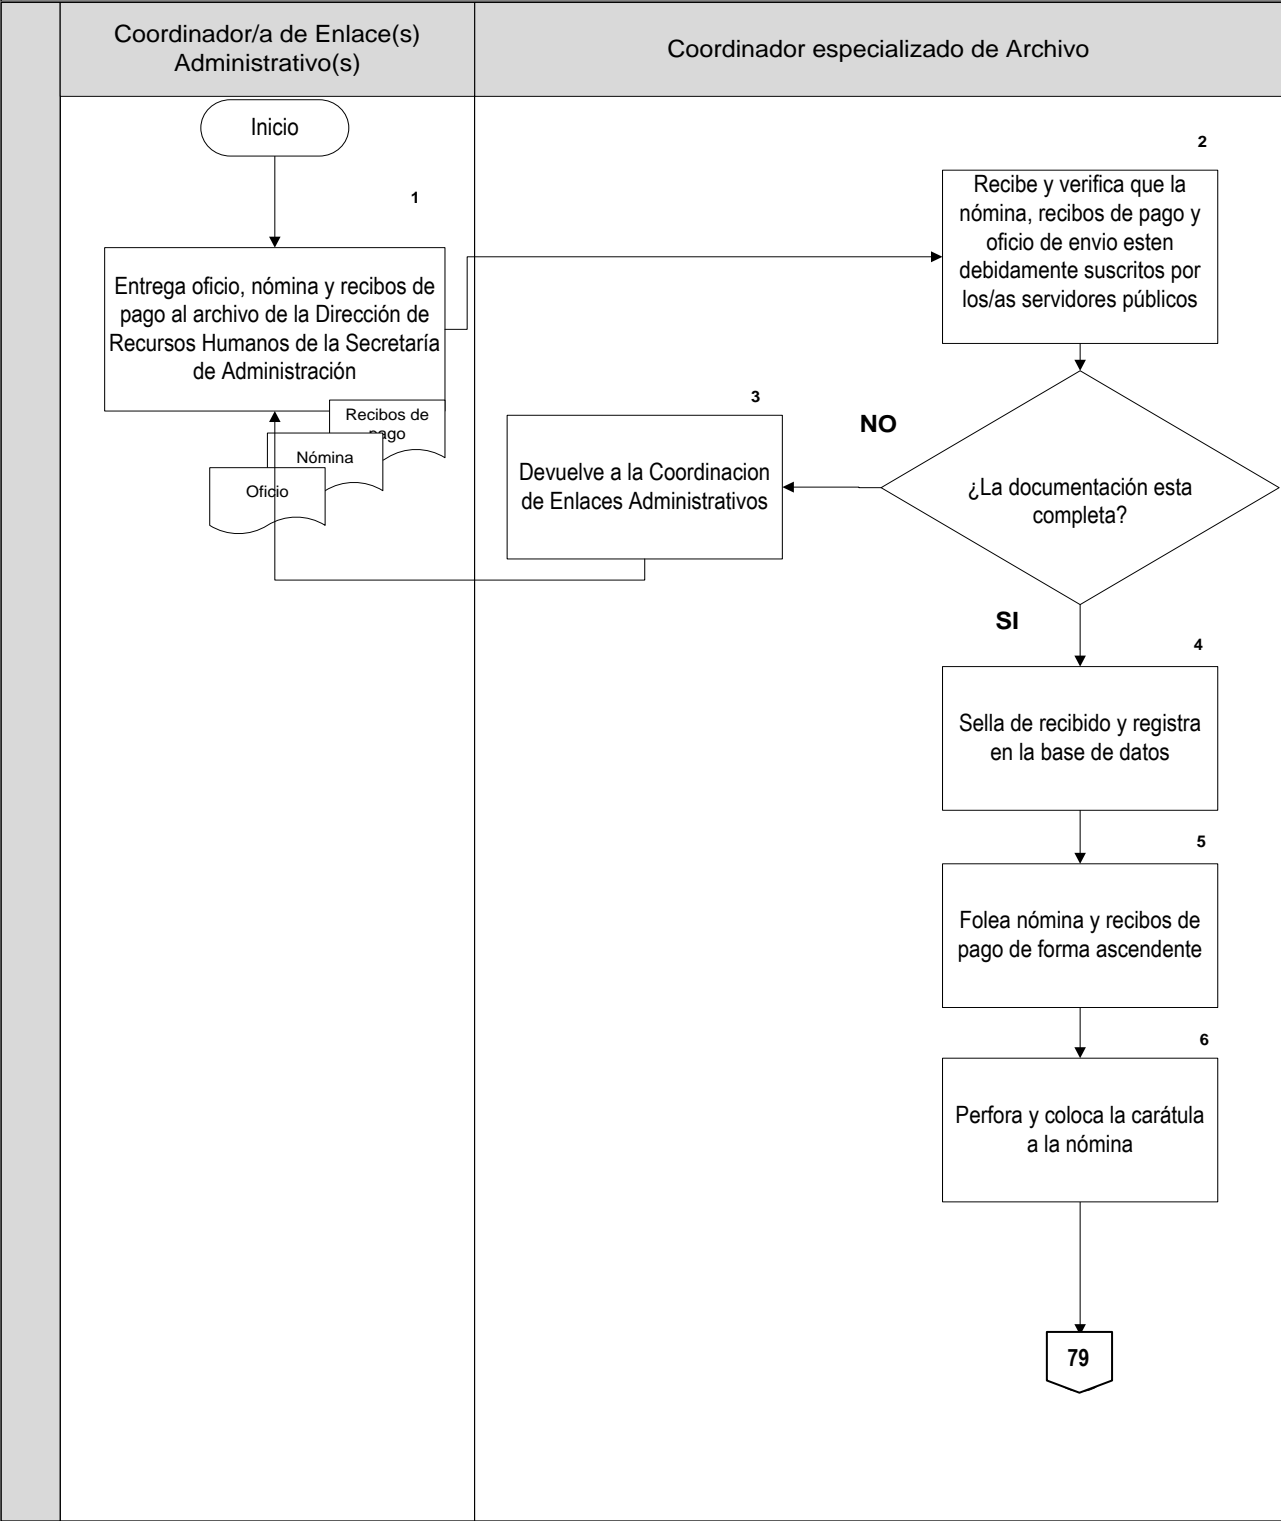 Coordinador/a de Enlace(s)
Administrativo(s)
Coordinador especializado de Archivo
Inicio
1
Entrega oficio, nómina y recibos de
pago al archivo de la Dirección de
Recursos Humanos de la Secretaría
de Administración
Recibos de
pago
Nómina
Oficio
2
Recibe y verifica que la
nómina, recibos de pago y
oficio de envio esten
debidamente suscritos por
los/as servidores públicos
¿La documentación esta
completa?
NO
3
Devuelve a la Coordinacion
de Enlaces Administrativos
SI
4
Sella de recibido y registra
en la base de datos
5
Folea nómina y recibos de
pago de forma ascendente
6
Perfora y coloca la carátula
a la nómina
79